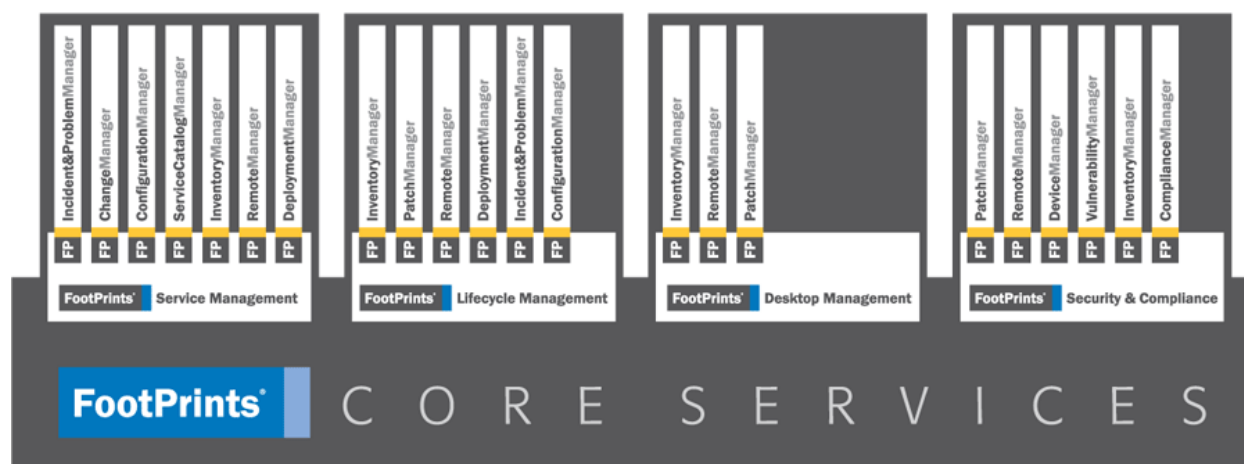 Incident&ProblemManager
FP
ChangeManager
FP
ConfigurationManager
FP
ServiceCatalogManager
FP
InventoryManager
FP
RemoteManager
FP
DeploymentManager
FP
FootPrints® Service Management
InventoryManager
FP
PatchManager
FP
RemoteManager
FP
DeploymentManager
FP
Incident&ProblemManager
FP
ConfigurationManager
FP
FootPrints® Lifecycle Management
InventoryManager
FP
RemoteManager
FP
PatchManager
FP
FootPrints® Desktop Management
PatchManager
FP
RemoteManager
FP
DeviceManager
FP
VulnerabilityManager
FP
InventoryManager
FP
ComplianceManager
FP
FootPrints® Security & Compliance
FootPrints® CORE SERVICES